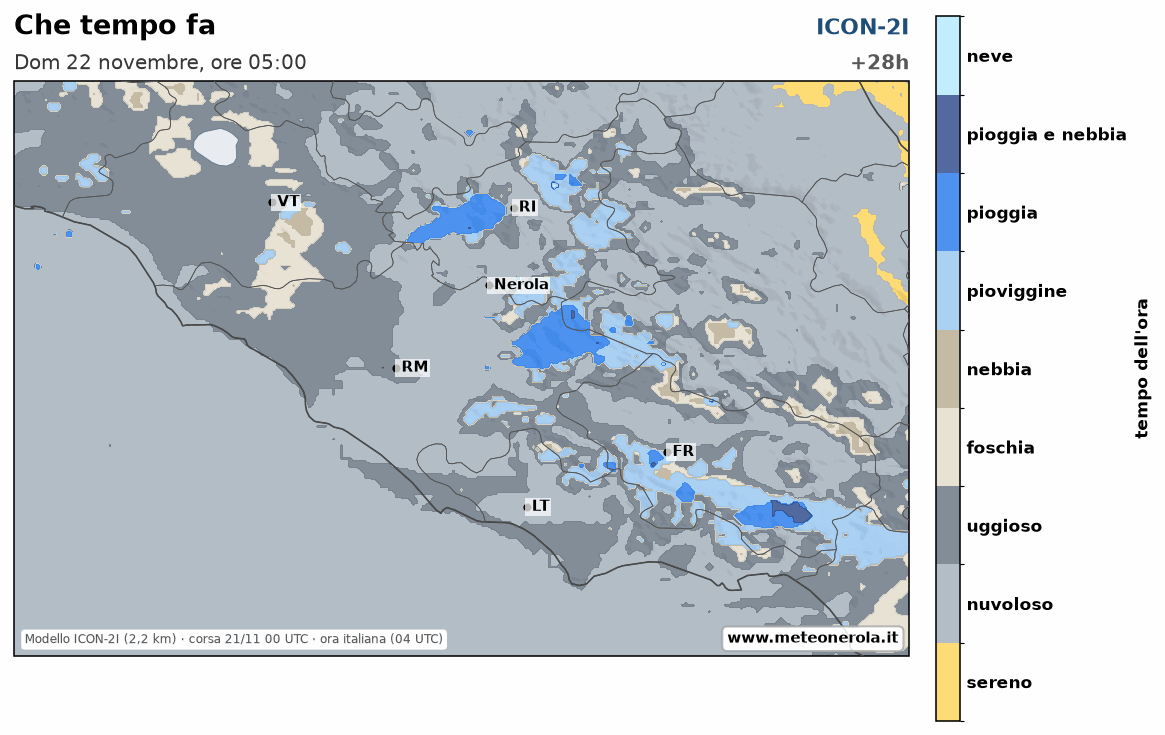 Che tempo fa
ICON-2I
Dom 22 novembre, ore 05:00
+28h
neve
pioggia e nebbia
pioggia
pioviggine
nebbia
foschia
uggioso
nuvoloso
sereno
tempo dell'ora
VT
RI
Nerola
RM
FR
LT
Modello ICON-2I (2,2 km) · corsa 21/11 00 UTC · ora italiana (04 UTC)
www.meteonerola.it